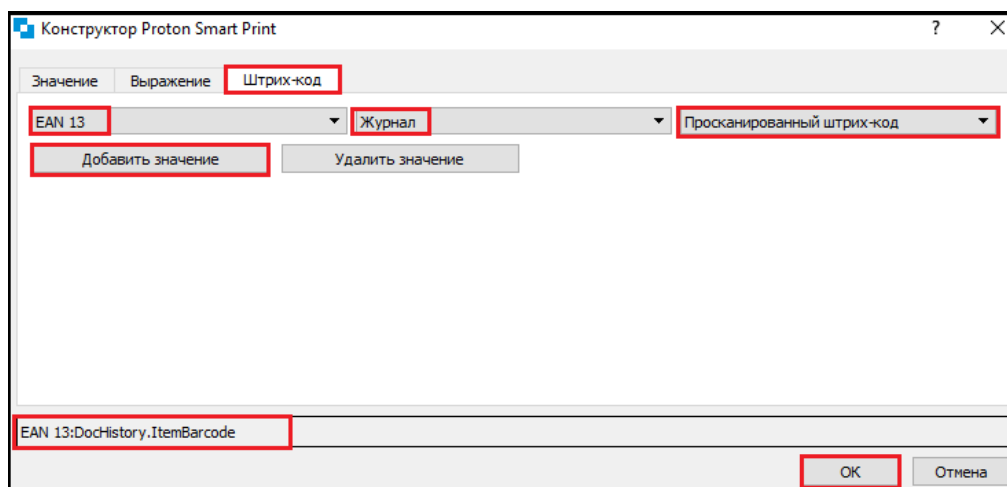 Конструктор Proton Smart Print ?
Значение Выражение Штрих-код
EAN 13 Журнал Просканированный штрих-код
Добавить значение Удалить значение
EAN 13:DocHistory.ItemBarcode
OK Отмена